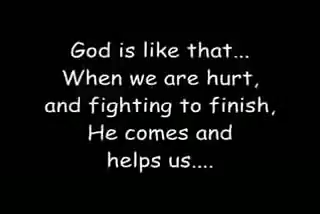 God is like that...
When we are hurt,
and fighting to finish,
He comes and
helps us....